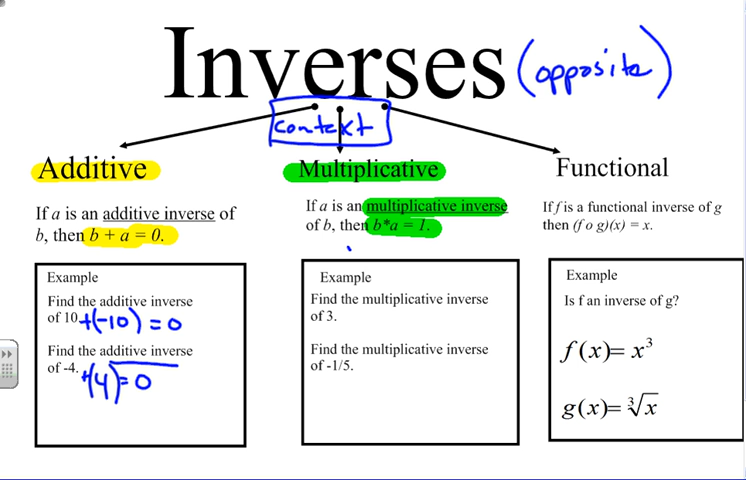 Inverses (opposite)
context
Additive
If a is an additive inverse of
b, then b + a = 0.
Example
Find the additive inverse
of 10. +(-10) = 0
Find the additive inverse
of -4. +(4) = 0
Multiplicative
If a is an multiplicative inverse
of b, then b*a = 1.
Example
Find the multiplicative inverse
of 3.
Find the multiplicative inverse
of -1/5.
Functional
If f is a functional inverse of g
then (f o g)(x) = x.
Example
Is f an inverse of g?
f(x)= x³
g(x)= ∛x